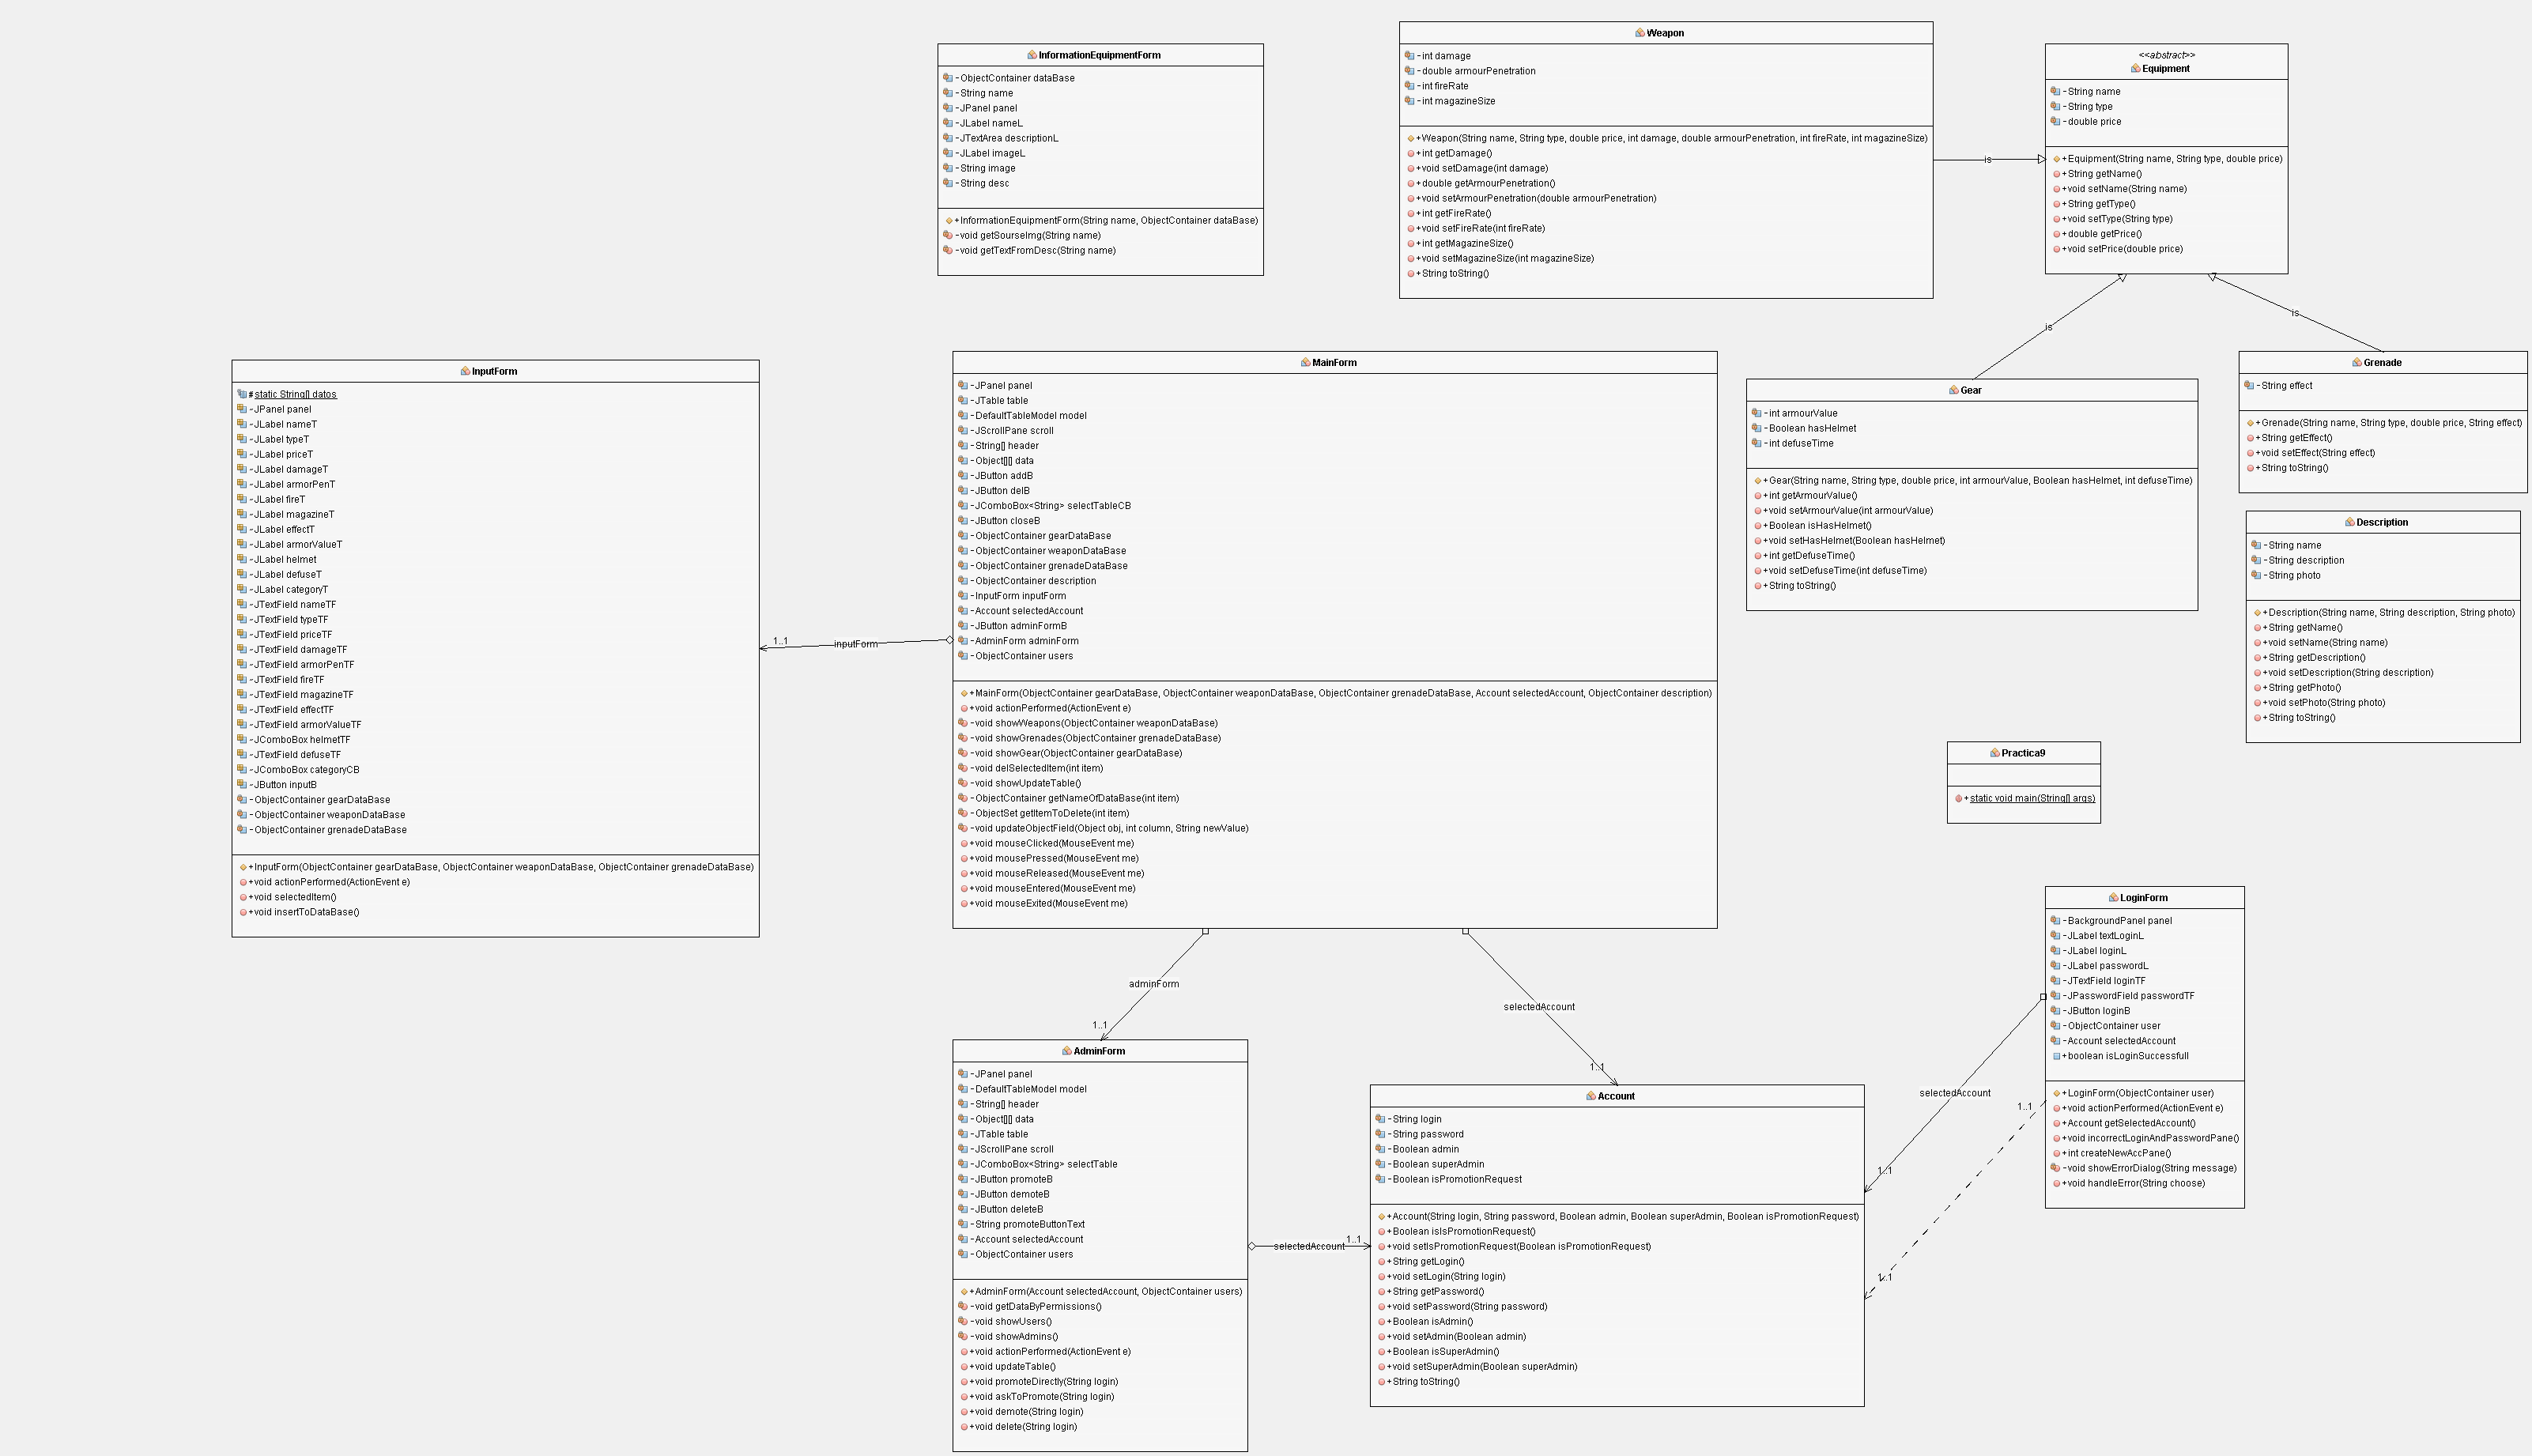 InformationEquipmentForm
-ObjectContainer dataBase
-String name
-JPanel panel
-JLabel nameL
-JTextArea descriptionL
-JLabel imageL
-String image
-String desc
+InformationEquipmentForm(String name, ObjectContainer dataBase)
-void getSourseImg(String name)
-void getTextFromDesc(String name)
Weapon
-int damage
-double armourPenetration
-int fireRate
-int magazineSize
+Weapon(String name, String type, double price, int damage, double armourPenetration, int fireRate, int magazineSize)
+int getDamage()
+void setDamage(int damage)
+double getArmourPenetration()
+void setArmourPenetration(double armourPenetration)
+int getFireRate()
+void setFireRate(int fireRate)
+int getMagazineSize()
+void setMagazineSize(int magazineSize)
+String toString()
is
<<abstract>>
Equipment
-String name
-String type
-double price
+Equipment(String name, String type, double price)
+String getName()
+void setName(String name)
+String getType()
+void setType(String type)
+double getPrice()
+void setPrice(double price)
is
is
InputForm
#static String[] datos
-JPanel panel
-JLabel nameT
-JLabel typeT
-JLabel priceT
-JLabel damageT
-JLabel armorPenT
-JLabel fireT
-JLabel magazineT
-JLabel effectT
-JLabel armorValueT
-JLabel helmet
-JLabel defuseT
-JLabel categoryT
-JTextField nameTF
-JTextField typeTF
-JTextField priceTF
-JTextField damageTF
-JTextField armorPenTF
-JTextField fireTF
-JTextField magazineTF
-JTextField effectTF
-JTextField armorValueTF
-JComboBox helmetTF
-JTextField defuseTF
-JComboBox categoryCB
-JButton inputB
-ObjectContainer gearDataBase
-ObjectContainer weaponDataBase
-ObjectContainer grenadeDataBase
+InputForm(ObjectContainer gearDataBase, ObjectContainer weaponDataBase, ObjectContainer grenadeDataBase)
+void actionPerformed(ActionEvent e)
+void selectedItem()
+void insertToDataBase()
1..1
inputForm
MainForm
-JPanel panel
-JTable table
-DefaultTableModel model
-JScrollPane scroll
-String[] header
-Object[][] data
-JButton addB
-JButton delB
-JComboBox<String> selectTableCB
-JButton closeB
-ObjectContainer gearDataBase
-ObjectContainer weaponDataBase
-ObjectContainer grenadeDataBase
-ObjectContainer description
-InputForm inputForm
-Account selectedAccount
-JButton adminFormB
-AdminForm adminForm
-ObjectContainer users
+MainForm(ObjectContainer gearDataBase, ObjectContainer weaponDataBase, ObjectContainer grenadeDataBase, Account selectedAccount, ObjectContainer description)
+void actionPerformed(ActionEvent e)
-void showWeapons(ObjectContainer weaponDataBase)
-void showGrenades(ObjectContainer grenadeDataBase)
-void showGear(ObjectContainer gearDataBase)
-void delSelectedItem(int item)
-void showUpdateTable()
-ObjectContainer getNameOfDataBase(int item)
-ObjectSet getItemToDelete(int item)
-void updateObjectField(Object obj, int column, String newValue)
+void mouseClicked(MouseEvent me)
+void mousePressed(MouseEvent me)
+void mouseReleased(MouseEvent me)
+void mouseEntered(MouseEvent me)
+void mouseExited(MouseEvent me)
Gear
-int armourValue
-Boolean hasHelmet
-int defuseTime
+Gear(String name, String type, double price, int armourValue, Boolean hasHelmet, int defuseTime)
+int getArmourValue()
+void setArmourValue(int armourValue)
+Boolean isHasHelmet()
+void setHasHelmet(Boolean hasHelmet)
+int getDefuseTime()
+void setDefuseTime(int defuseTime)
+String toString()
Grenade
-String effect
+Grenade(String name, String type, double price, String effect)
+String getEffect()
+void setEffect(String effect)
+String toString()
Description
-String name
-String description
-String photo
+Description(String name, String description, String photo)
+String getName()
+void setName(String name)
+String getDescription()
+void setDescription(String description)
+String getPhoto()
+void setPhoto(String photo)
+String toString()
Practica9
+static void main(String[] args)
adminForm
1..1
selectedAccount
1..1
LoginForm
-BackgroundPanel panel
-JLabel textLoginL
-JLabel loginL
-JLabel passwordL
-JTextField loginTF
-JPasswordField passwordTF
-JButton loginB
-ObjectContainer user
-Account selectedAccount
+boolean isLoginSuccessfull
+LoginForm(ObjectContainer user)
+void actionPerformed(ActionEvent e)
+Account getSelectedAccount()
+void incorrectLoginAndPasswordPane()
+int createNewAccPane()
-void showErrorDialog(String message)
+void handleError(String choose)
selectedAccount
1..1
1..1
1..1
AdminForm
-JPanel panel
-DefaultTableModel model
-String[] header
-Object[][] data
-JTable table
-JScrollPane scroll
-JComboBox<String> selectTable
-JButton promoteB
-JButton demoteB
-JButton deleteB
-String promoteButtonText
-Account selectedAccount
-ObjectContainer users
+AdminForm(Account selectedAccount, ObjectContainer users)
-void getDataByPermissions()
-void showUsers()
-void showAdmins()
+void actionPerformed(ActionEvent e)
+void updateTable()
+void promoteDirectly(String login)
+void askToPromote(String login)
+void demote(String login)
+void delete(String login)
selectedAccount
1..1
Account
-String login
-String password
-Boolean admin
-Boolean superAdmin
-Boolean isPromotionRequest
+Account(String login, String password, Boolean admin, Boolean superAdmin, Boolean isPromotionRequest)
+Boolean isIsPromotionRequest()
+void setIsPromotionRequest(Boolean isPromotionRequest)
+String getLogin()
+void setLogin(String login)
+String getPassword()
+void setPassword(String password)
+Boolean isAdmin()
+void setAdmin(Boolean admin)
+Boolean isSuperAdmin()
+void setSuperAdmin(Boolean superAdmin)
+String toString()